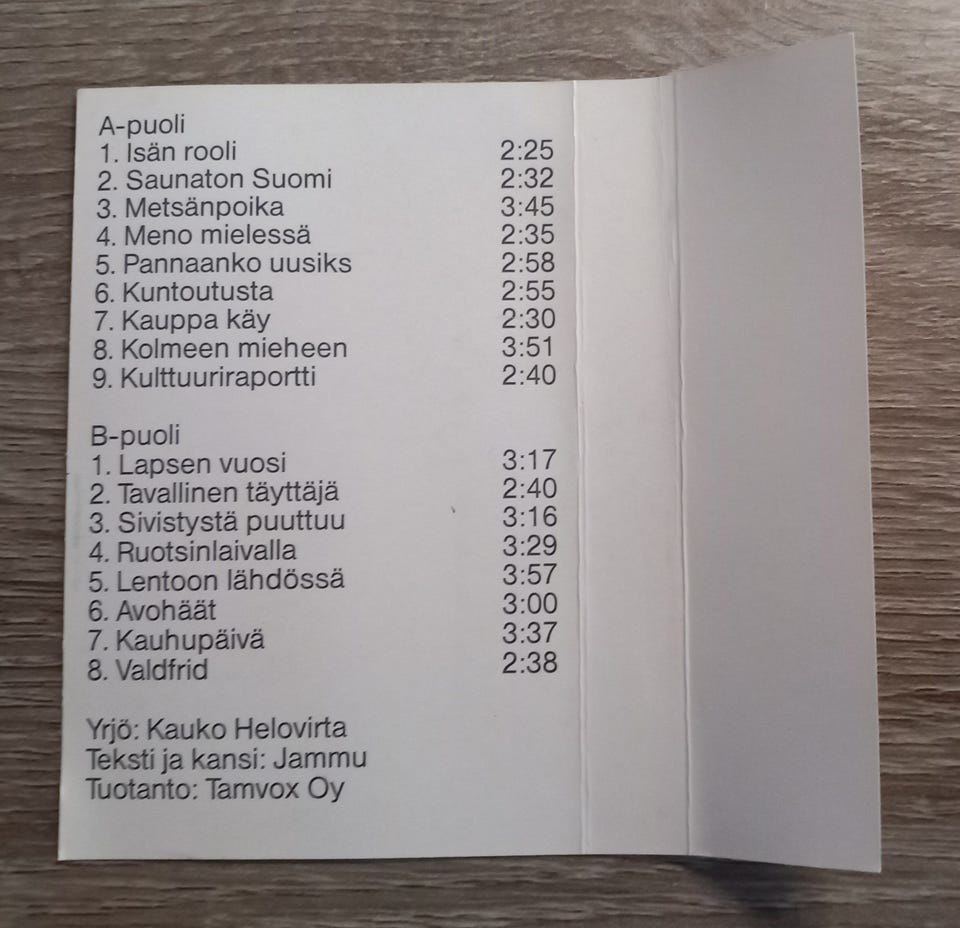 A-puoli
1. Isän rooli 2:25
2. Saunaton Suomi 2:32
3. Metsänpoika 3:45
4. Meno mielessä 2:35
5. Pannaanko uusiks 2:58
6. Kuntoutusta 2:55
7. Kauppa käy 2:30
8. Kolmeen mieheen 3:51
9. Kulttuuriraportti 2:40
B-puoli
1. Lapsen vuosi 3:17
2. Tavallinen täyttäjä 2:40
3. Sivistystä puuttuu 3:16
4. Ruotsinlaivalla 3:29
5. Lentoon lähdössä 3:57
6. Avohäät 3:00
7. Kauhupäivä 3:37
8. Valdfrid 2:38
Yrjö: Kauko Helovirta
Teksti ja kansi: Jammu
Tuotanto: Tamvox Oy